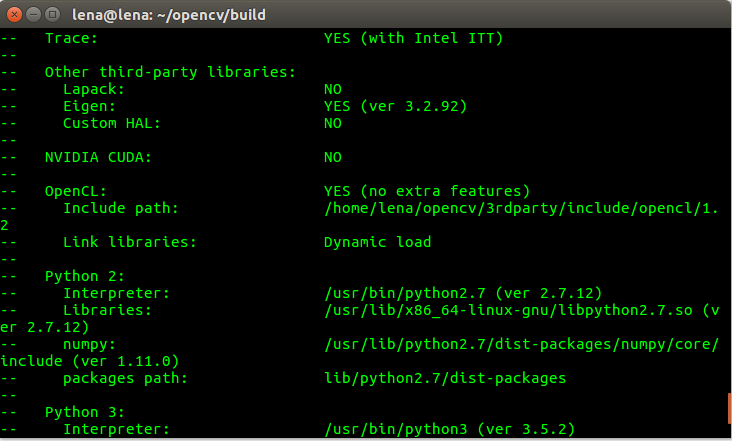 lena@lena: ~/opencv/build
--   Trace:                         YES (with Intel ITT)
--
--   Other third-party libraries:
--     Lapack:                      NO
--     Eigen:                       YES (ver 3.2.92)
--     Custom HAL:                  NO
--
--   NVIDIA CUDA:                   NO
--
--   OpenCL:                        YES (no extra features)
--     Include path:                /home/lena/opencv/3rdparty/include/opencl/1.
2
--     Link libraries:              Dynamic load
--
--   Python 2:
--     Interpreter:                 /usr/bin/python2.7 (ver 2.7.12)
--     Libraries:                   /usr/lib/x86_64-linux-gnu/libpython2.7.so (v
er 2.7.12)
--     numpy:                       /usr/lib/python2.7/dist-packages/numpy/core/
include (ver 1.11.0)
--     packages path:               lib/python2.7/dist-packages
--
--   Python 3:
--     Interpreter:                 /usr/bin/python3 (ver 3.5.2)